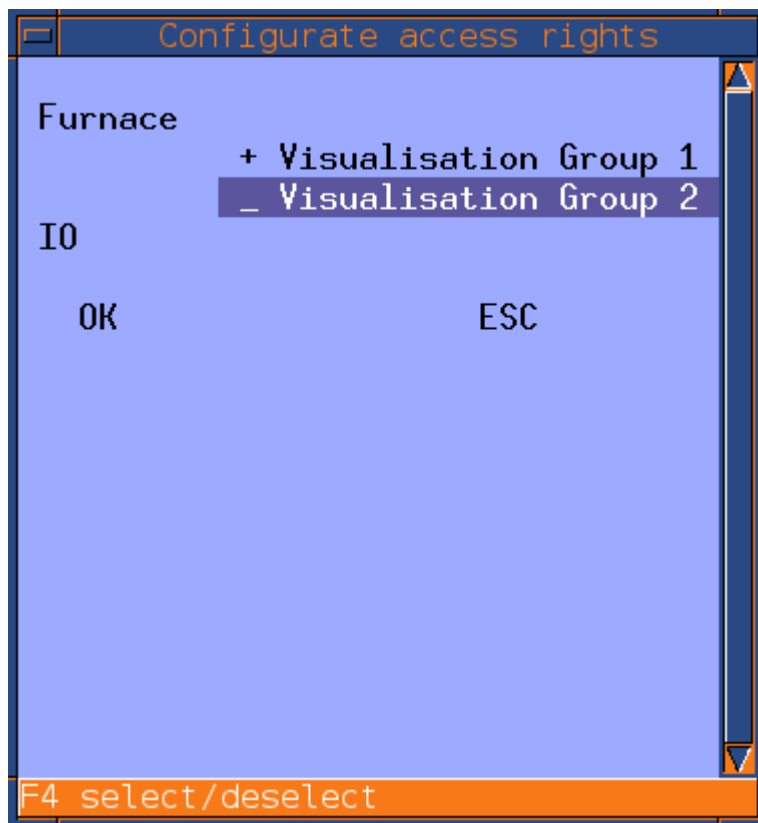 Configurate access rights
Furnace
+ Visualisation Group 1
_ Visualisation Group 2
IO
OK ESC
F4 select/deselect